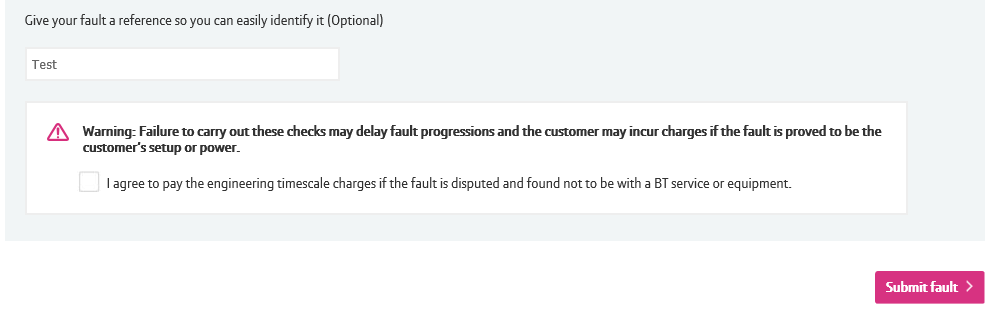 Give your fault a reference so you can easily identify it (Optional)
Test
Warning: Failure to carry out these checks may delay fault progressions and the customer may incur charges if the fault is proved to be the
customer's setup or power.
I agree to pay the engineering timescale charges if the fault is disputed and found not to be with a BT service or equipment.
Submit fault